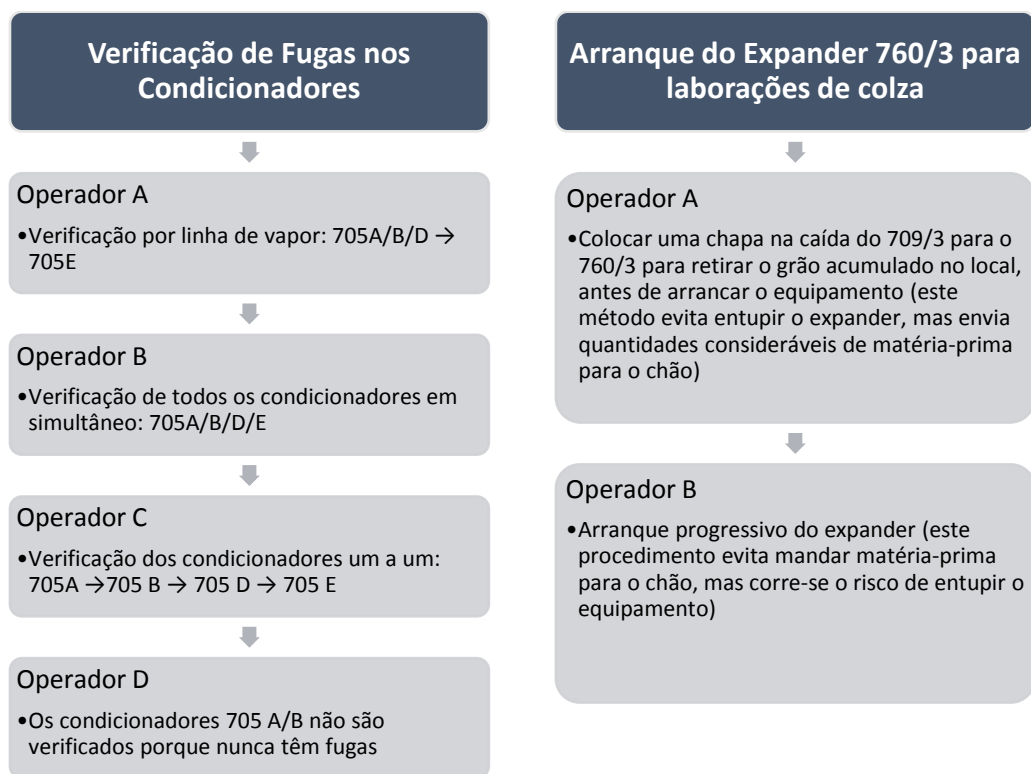 Verificação de Fugas nos
Condicionadores
Operador A
•Verificação por linha de vapor: 705A/B/D →
705E
Operador B
•Verificação de todos os condicionadores em
simultâneo: 705A/B/D/E
Operador C
•Verificação dos condicionadores um a um:
705A →705 B → 705 D → 705 E
Operador D
•Os condicionadores 705 A/B não são
verificados porque nunca têm fugas
Arranque do Expander 760/3 para
laborações de colza
Operador A
•Colocar uma chapa na caída do 709/3 para o
760/3 para retirar o grão acumulado no local,
antes de arrancar o equipamento (este
método evita entupir o expander, mas envia
quantidades consideráveis de matéria-prima
para o chão)
Operador B
•Arranque progressivo do expander (este
procedimento evita mandar matéria-prima
para o chão, mas corre-se o risco de entupir o
equipamento)